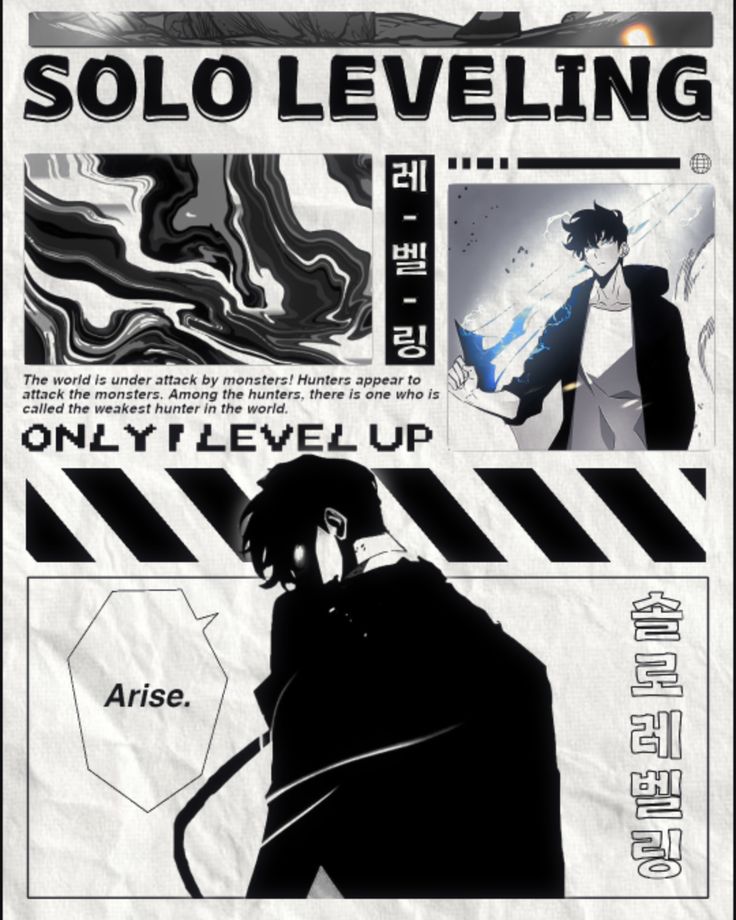 SOLO LEVELING
레
-
벨
-
링
The world is under attack by monsters! Hunters appear to
attack the monsters. Among the hunters, there is one who is
called the weakest hunter in the world.
ONLY I LEVEL UP
Arise.
솔
로
레
벨
링